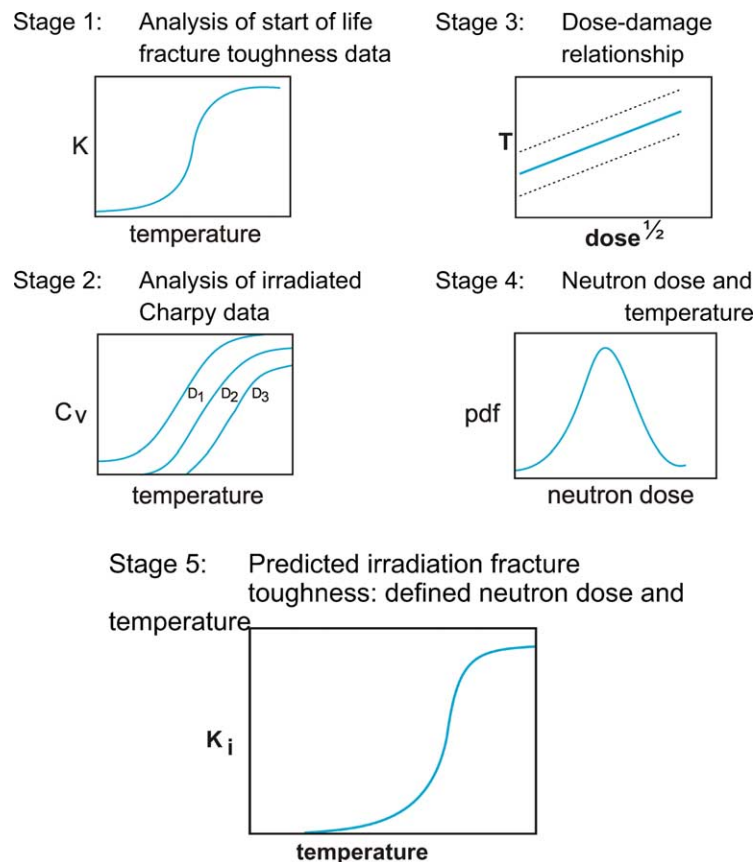 Stage 1: Analysis of start of life
fracture toughness data
K
temperature
Stage 2: Analysis of irradiated
Charpy data
Cv
D1 D2 D3
temperature
Stage 3: Dose-damage
relationship
T
dose ½
Stage 4: Neutron dose and
temperature
pdf
neutron dose
Stage 5: Predicted irradiation fracture
toughness: defined neutron dose and
temperature
Ki
temperature